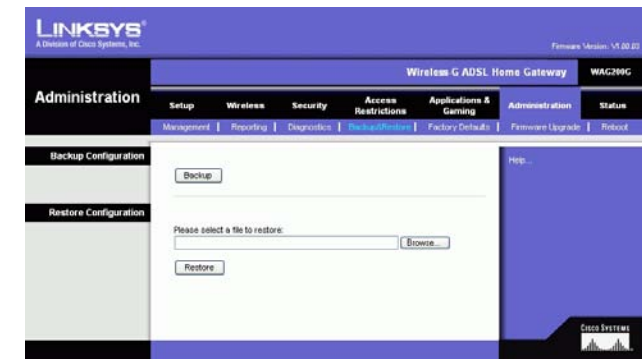 LINKSYS®
A Division of Cisco Systems, Inc.
Firmware Version: V1.00.03
Wireless-G ADSL Home Gateway WAG200G
Administration
Setup Wireless Security Access Restrictions Applications & Gaming Administration Status
Management | Reporting | Diagnostics | Backup&Restore | Factory Defaults | Firmware Upgrade | Reboot
Backup Configuration
Help...
Backup
Restore Configuration
Please select a file to restore:
Browse...
Restore
CISCO SYSTEMS